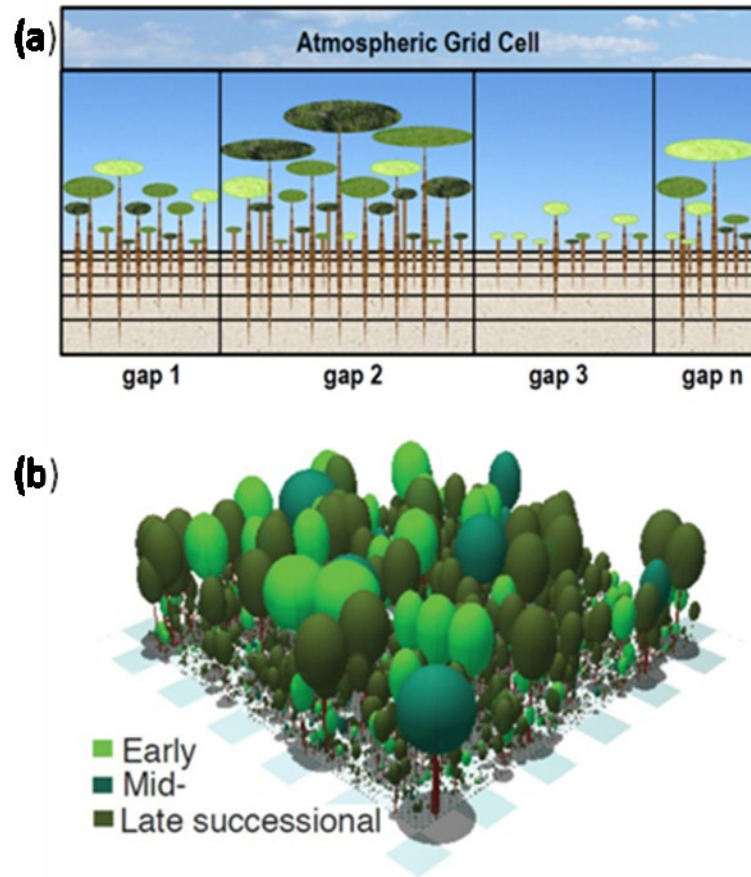 (a)
Atmospheric Grid Cell
gap 1 gap 2 gap 3 gap n
(b)
Early
Mid-
Late successional